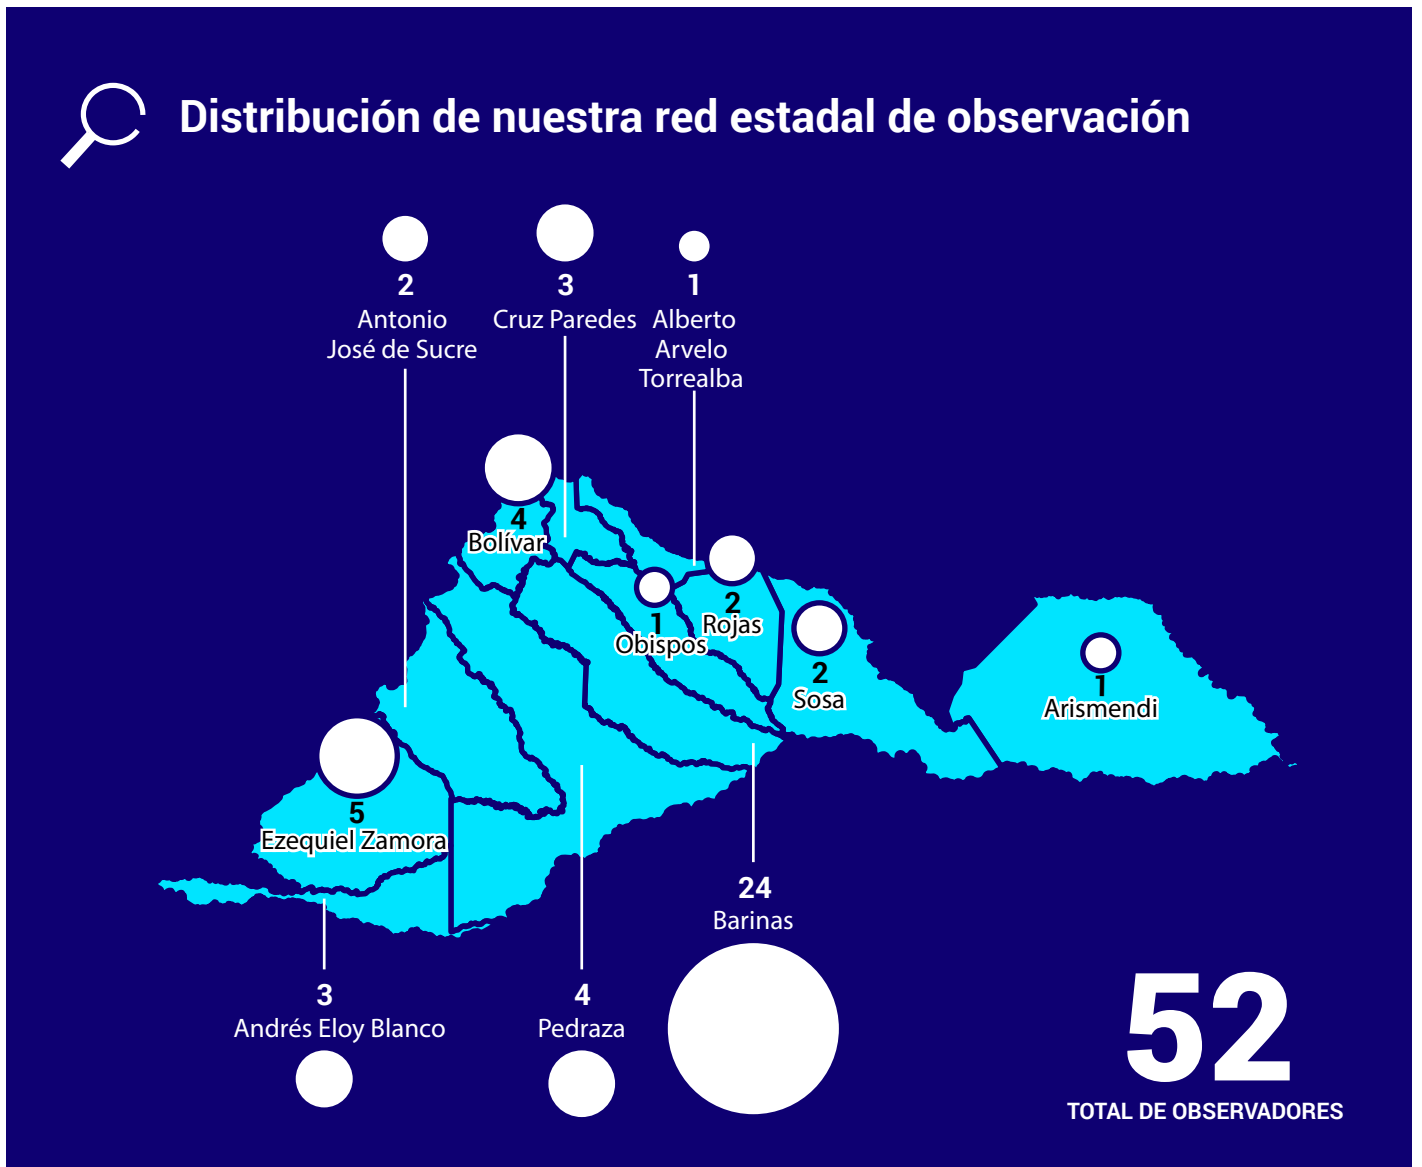 Distribución de nuestra red estadal de observación
2
Antonio
José de Sucre
3
Cruz Paredes
1
Alberto
Arvelo
Torrealba
4
Bolívar
1
Obispos
2
Rojas
2
Sosa
1
Arismendi
5
Ezequiel Zamora
24
Barinas
3
Andrés Eloy Blanco
4
Pedraza
52
TOTAL DE OBSERVADORES